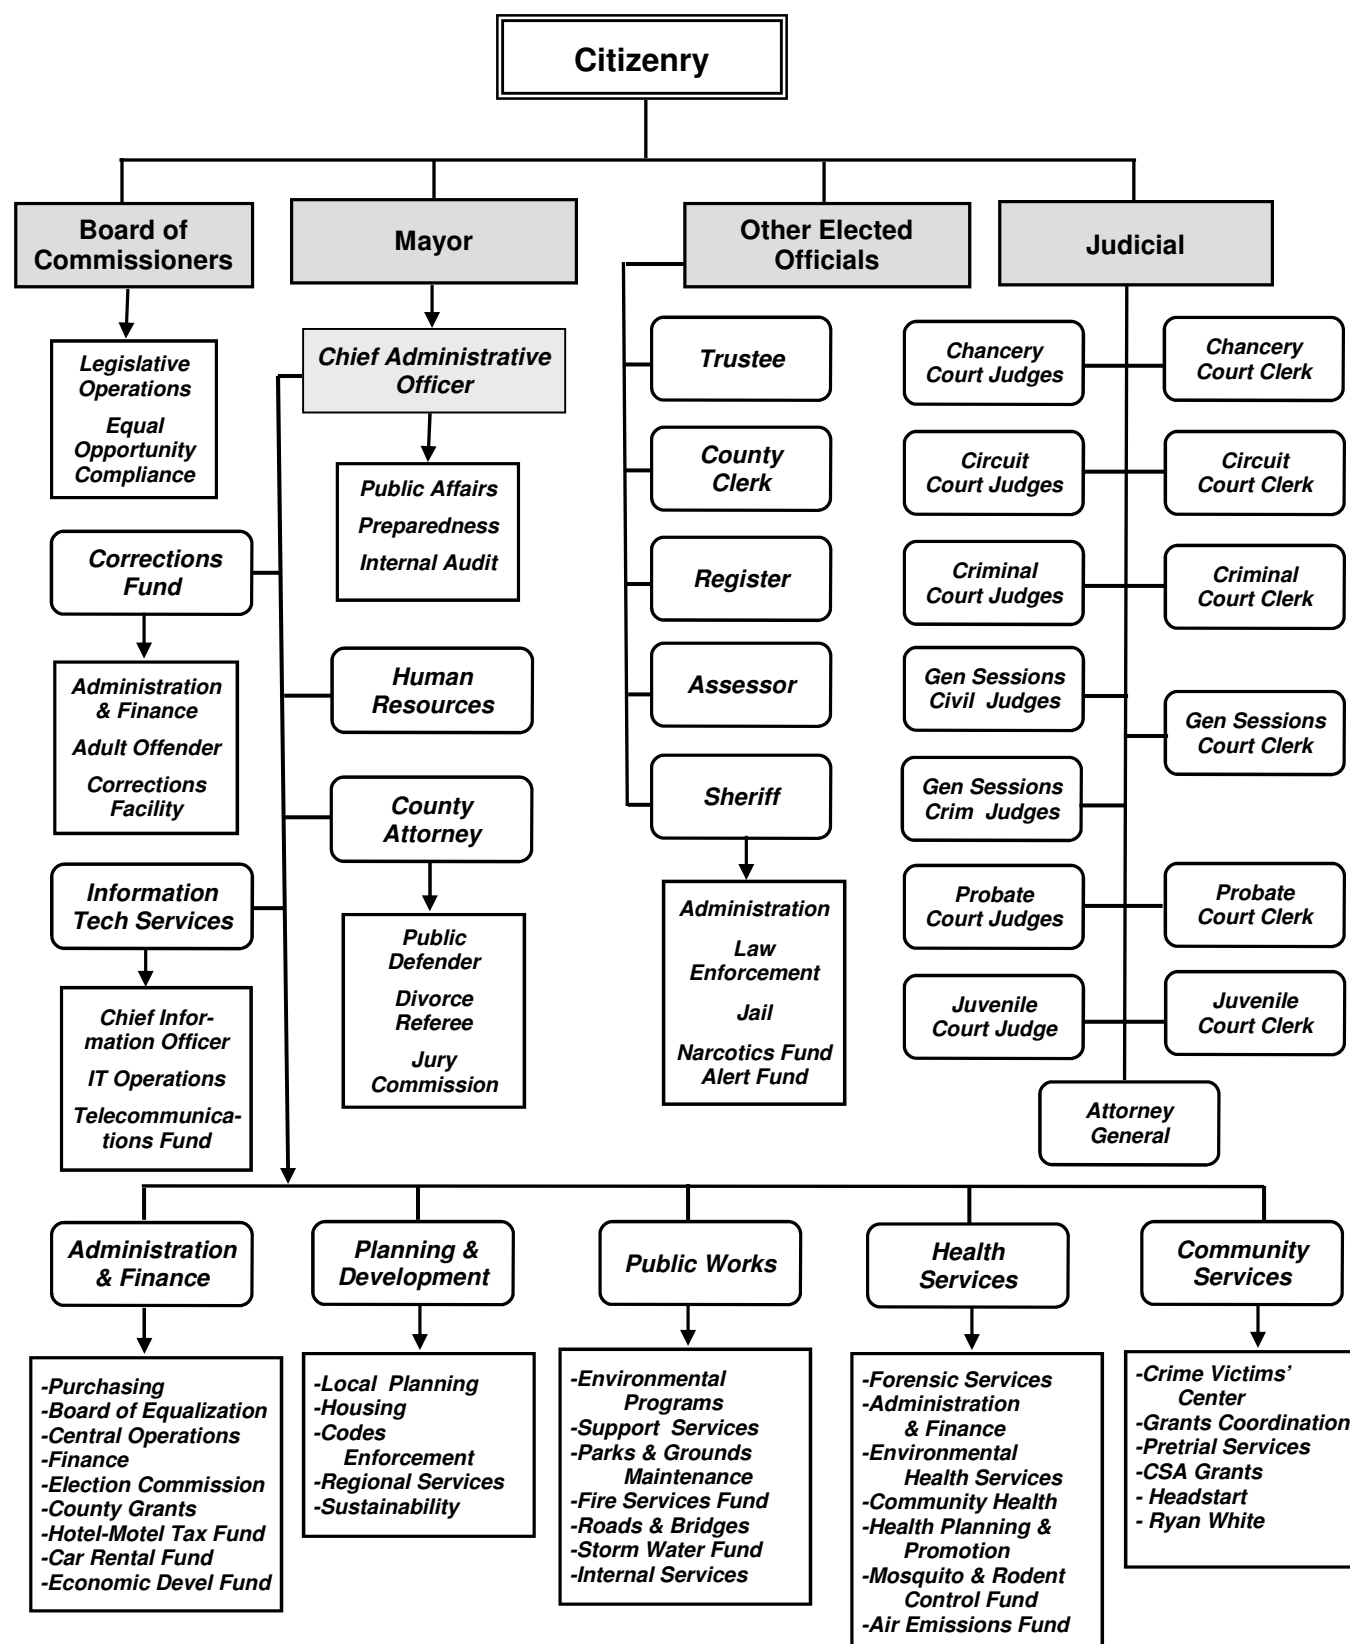 Citizenry
Board of
Commissioners
Mayor
Other Elected
Officials
Judicial
Legislative
Operations
Equal
Opportunity
Compliance
Chief Administrative
Officer
Public Affairs
Preparedness
Internal Audit
Corrections
Fund
Administration
& Finance
Adult Offender
Corrections
Facility
Human
Resources
County
Attorney
Public
Defender
Divorce
Referee
Jury
Commission
Information
Tech Services
Chief Infor-
mation Officer
IT Operations
Telecommunica-
tions Fund
Trustee
County
Clerk
Register
Assessor
Sheriff
Administration
Law
Enforcement
Jail
Narcotics Fund
Alert Fund
Chancery
Court Judges
Chancery
Court Clerk
Circuit
Court Judges
Circuit
Court Clerk
Criminal
Court Judges
Criminal
Court Clerk
Gen Sessions
Civil Judges
Gen Sessions
Court Clerk
Gen Sessions
Crim Judges
Probate
Court Judges
Probate
Court Clerk
Juvenile
Court Judge
Juvenile
Court Clerk
Attorney
General
Administration
& Finance
-Purchasing
-Board of Equalization
-Central Operations
-Finance
-Election Commission
-County Grants
-Hotel-Motel Tax Fund
-Car Rental Fund
-Economic Devel Fund
Planning &
Development
-Local Planning
-Housing
-Codes
Enforcement
-Regional Services
-Sustainability
Public Works
-Environmental
Programs
-Support Services
-Parks & Grounds
Maintenance
-Fire Services Fund
-Roads & Bridges
-Storm Water Fund
-Internal Services
Health
Services
-Forensic Services
-Administration
& Finance
-Environmental
Health Services
-Community Health
-Health Planning &
Promotion
-Mosquito & Rodent
Control Fund
-Air Emissions Fund
Community
Services
-Crime Victims’
Center
-Grants Coordination
-Pretrial Services
-CSA Grants
- Headstart
- Ryan White